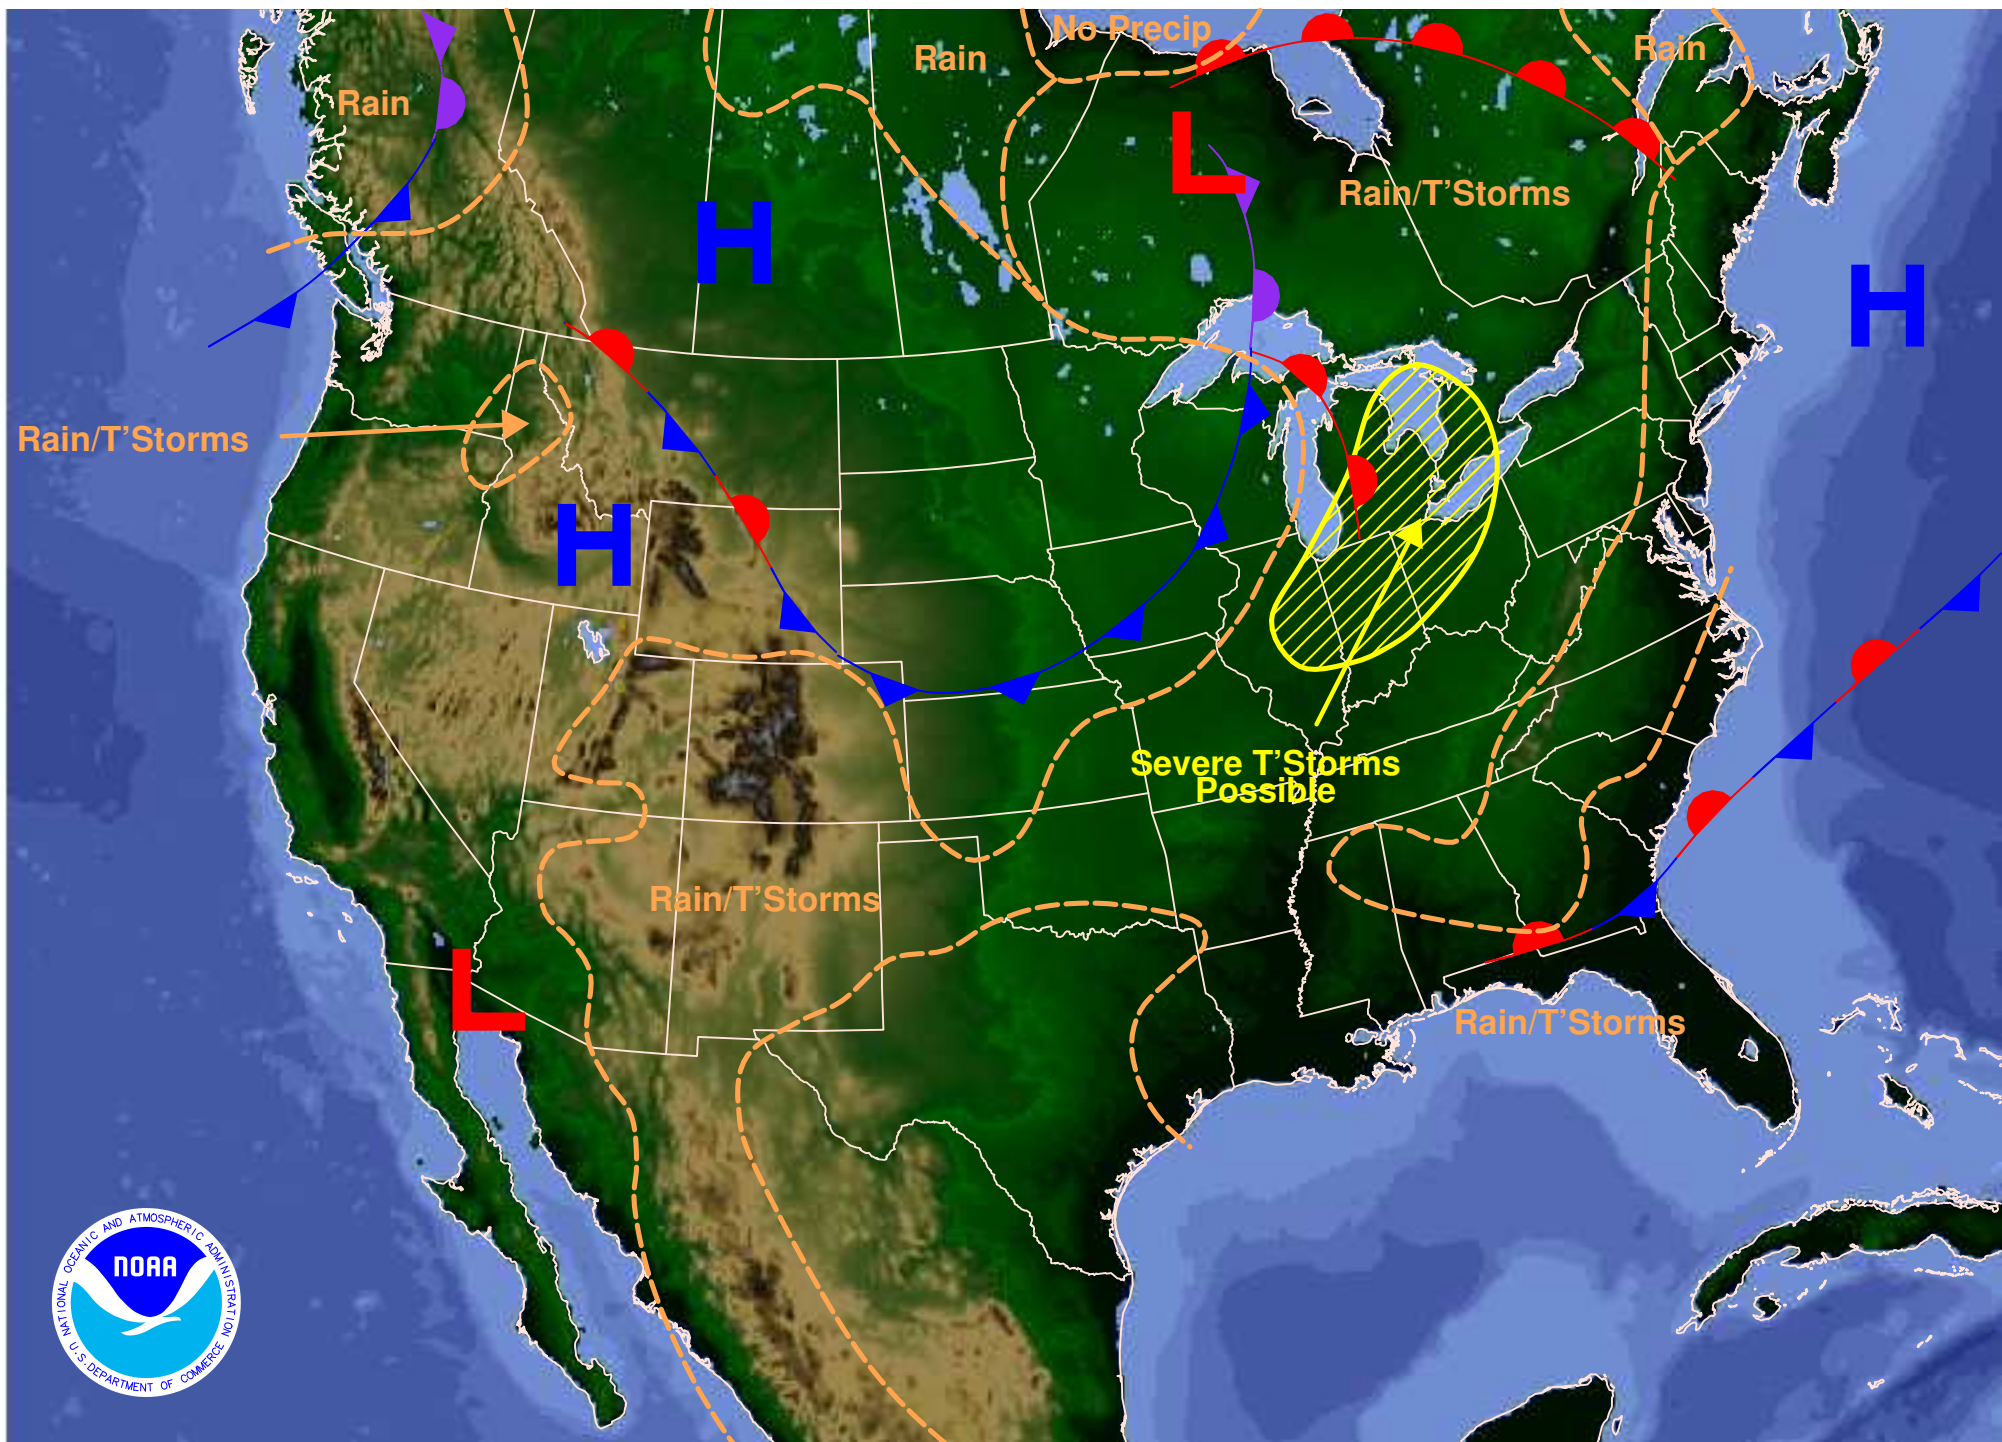 No Precip
Rain
Rain
Rain
H
L
Rain/T'Storms
H
Rain/T'Storms
H
Severe T'Storms
Possible
Rain/T'Storms
L
Rain/T'Storms
NATIONAL OCEANIC AND ATMOSPHERIC ADMINISTRATION
NOAA
U.S. DEPARTMENT OF COMMERCE